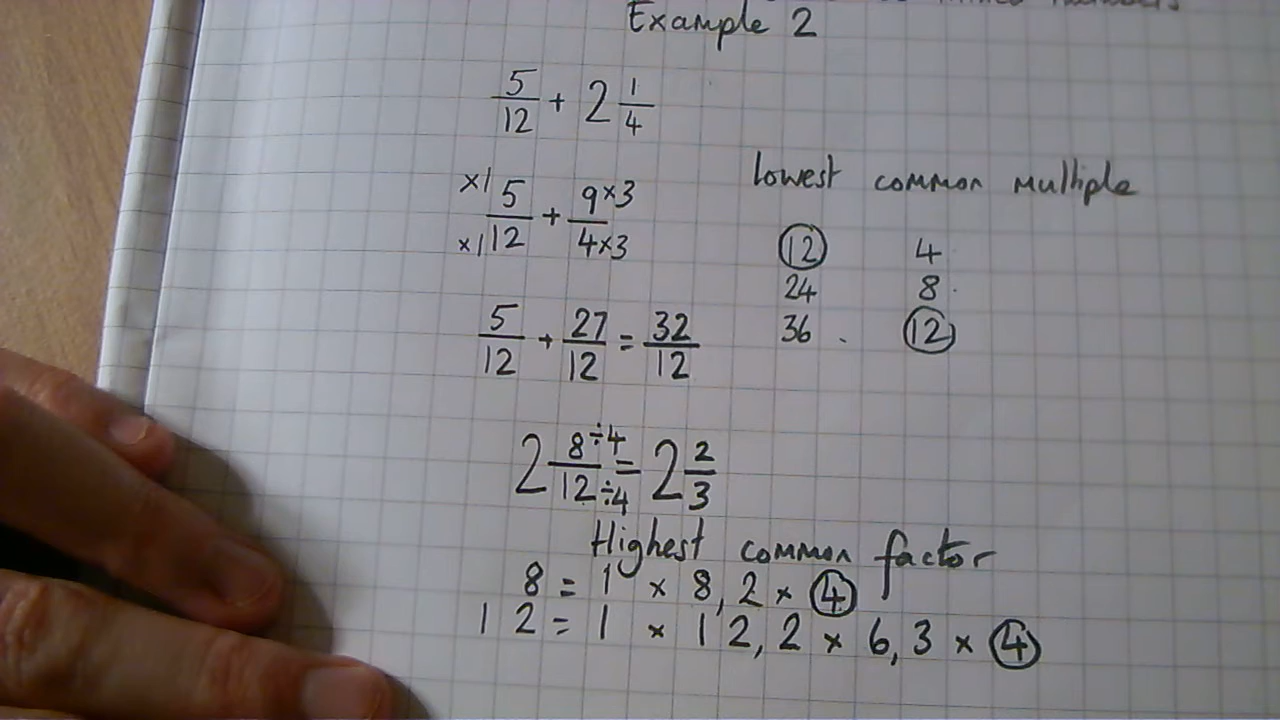 Example 2
5/12 + 2 1/4
×1 5/×1 12 + 9×3/4×3
lowest common multiple
12 4
24 8
36 12
5/12 + 27/12 = 32/12
2 8÷4/12÷4 = 2 2/3
Highest common factor
8 = 1 × 8, 2 × 4
12 = 1 × 12, 2 × 6, 3 × 4